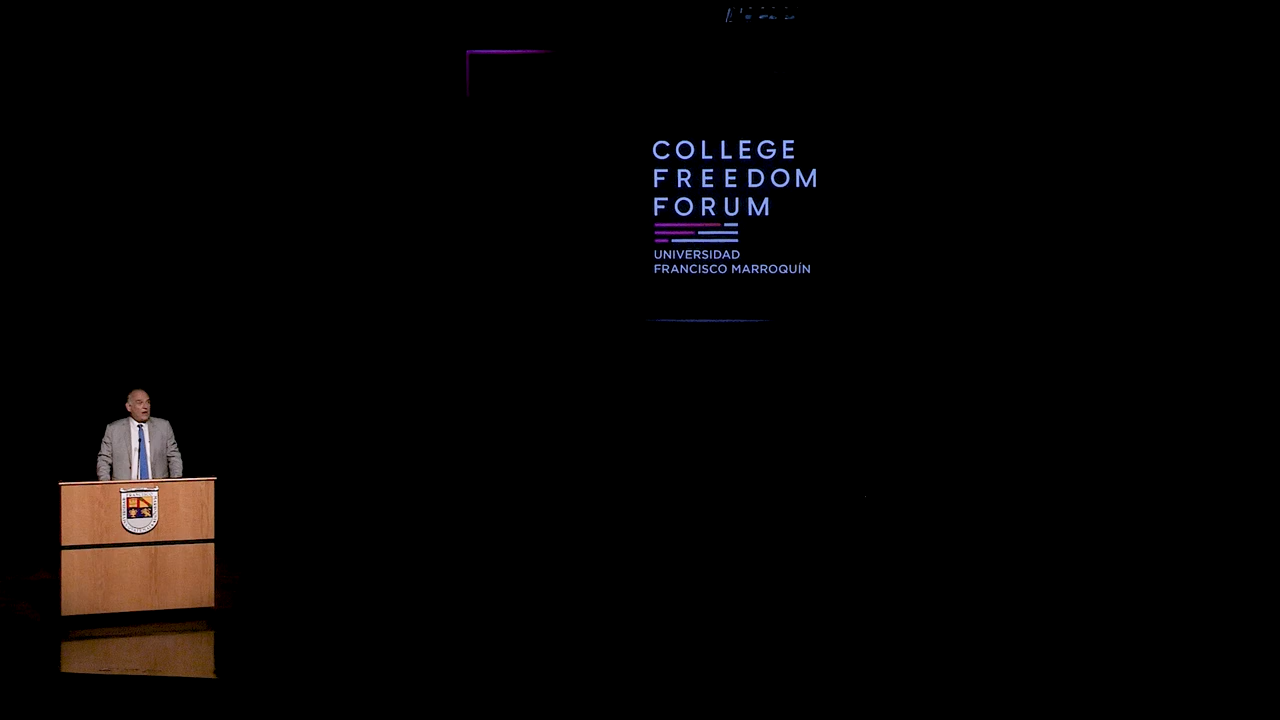 COLLEGE
FREEDOM
FORUM
UNIVERSIDAD
FRANCISCO MARROQUÍN